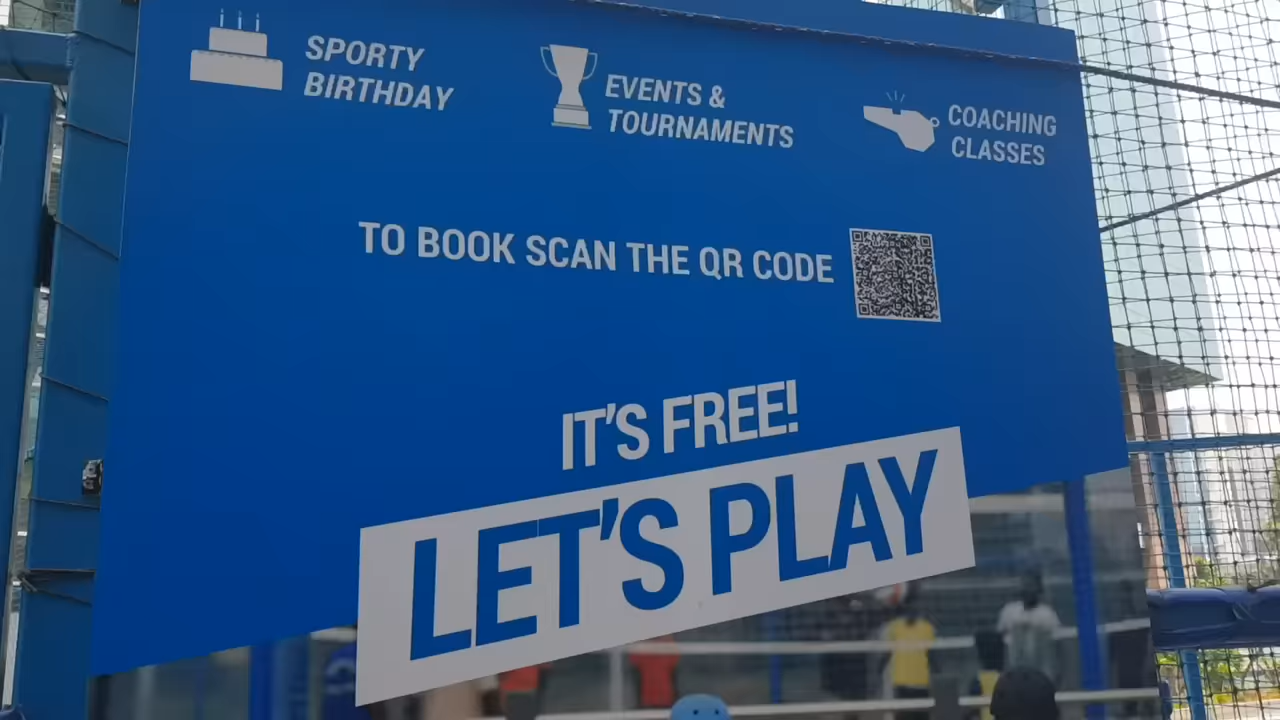 SPORTY
BIRTHDAY
EVENTS &
TOURNAMENTS
COACHING
CLASSES
TO BOOK SCAN THE QR CODE
IT'S FREE!
LET'S PLAY